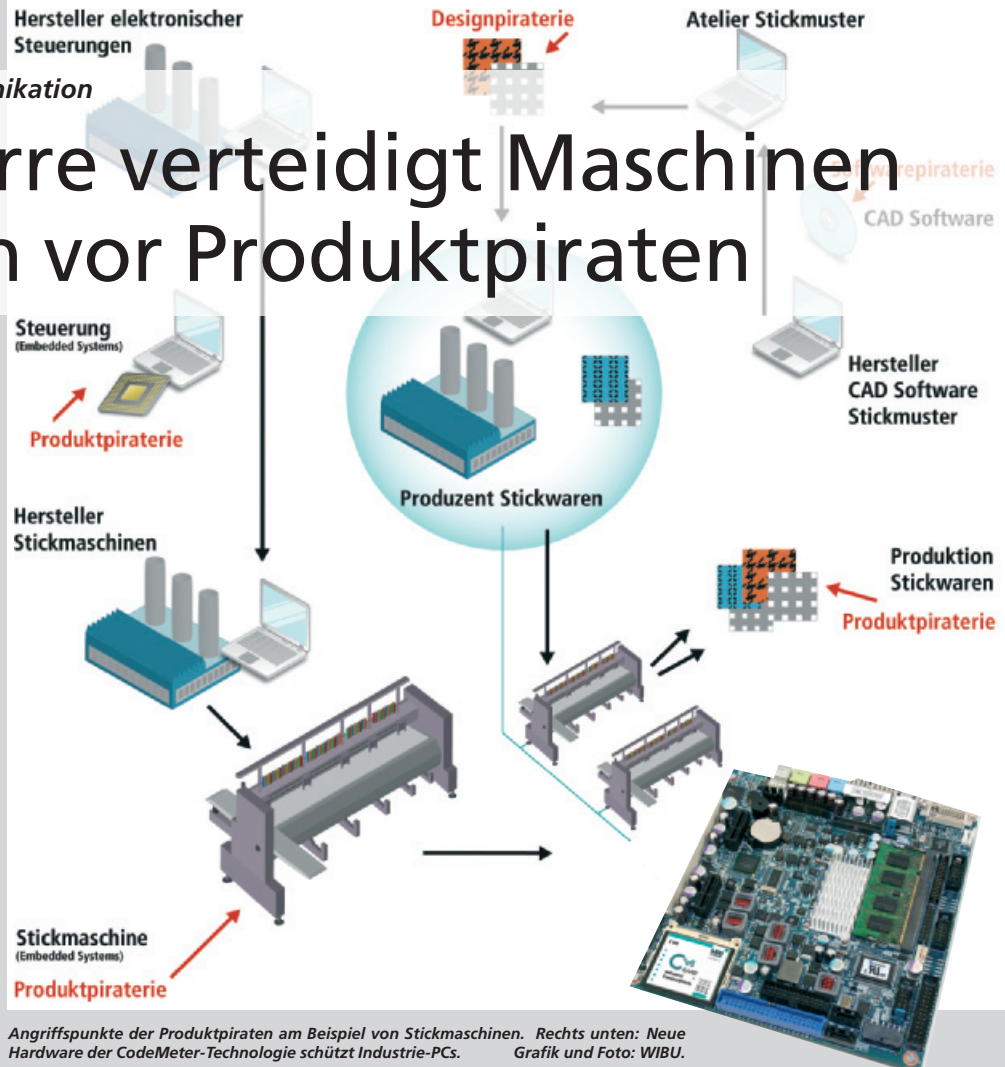 Hersteller elektronischer
Steuerungen
Designpiraterie
Atelier Stickmuster
nikation
rre verteidigt Maschinen
n vor Produktpiraten
Softwarepiraterie
CAD Software
Steuerung
(Embedded Systems)
Produktpiraterie
Hersteller
CAD Software
Stickmuster
Produzent Stickwaren
Hersteller
Stickmaschinen
Produktion
Stickwaren
Produktpiraterie
Stickmaschine
(Embedded Systems)
Produktpiraterie
Angriffspunkte der Produktpiraten am Beispiel von Stickmaschinen. Rechts unten: Neue
Hardware der CodeMeter-Technologie schützt Industrie-PCs. Grafik und Foto: WIBU.